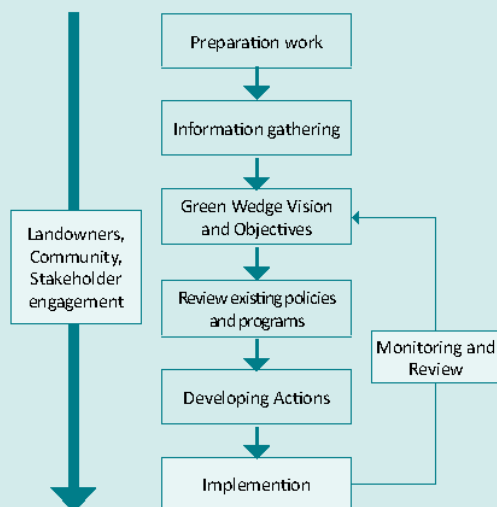 Preparation work
Information gathering
Green Wedge Vision
and Objectives
Landowners,
Community,
Stakeholder
engagement
Review existing policies
and programs
Monitoring and
Review
Developing Actions
Implemention